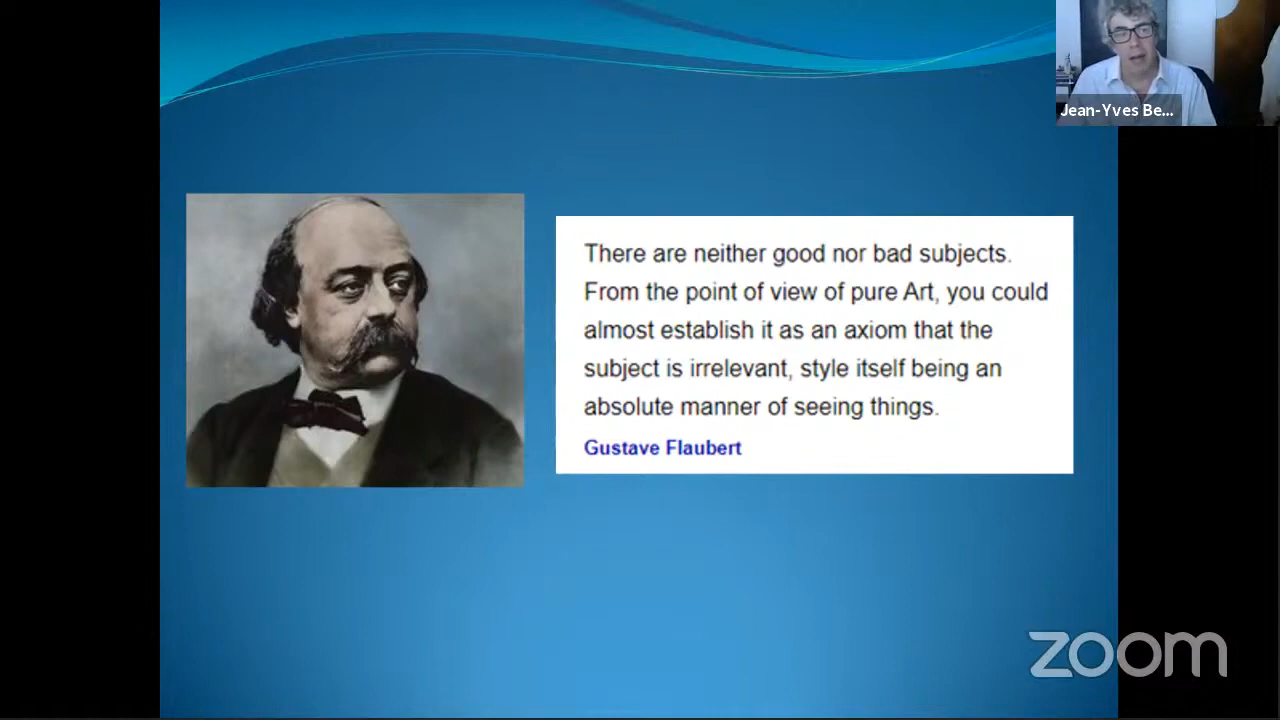 Jean-Yves Be...
There are neither good nor bad subjects.
From the point of view of pure Art, you could
almost establish it as an axiom that the
subject is irrelevant, style itself being an
absolute manner of seeing things.
Gustave Flaubert
zoom